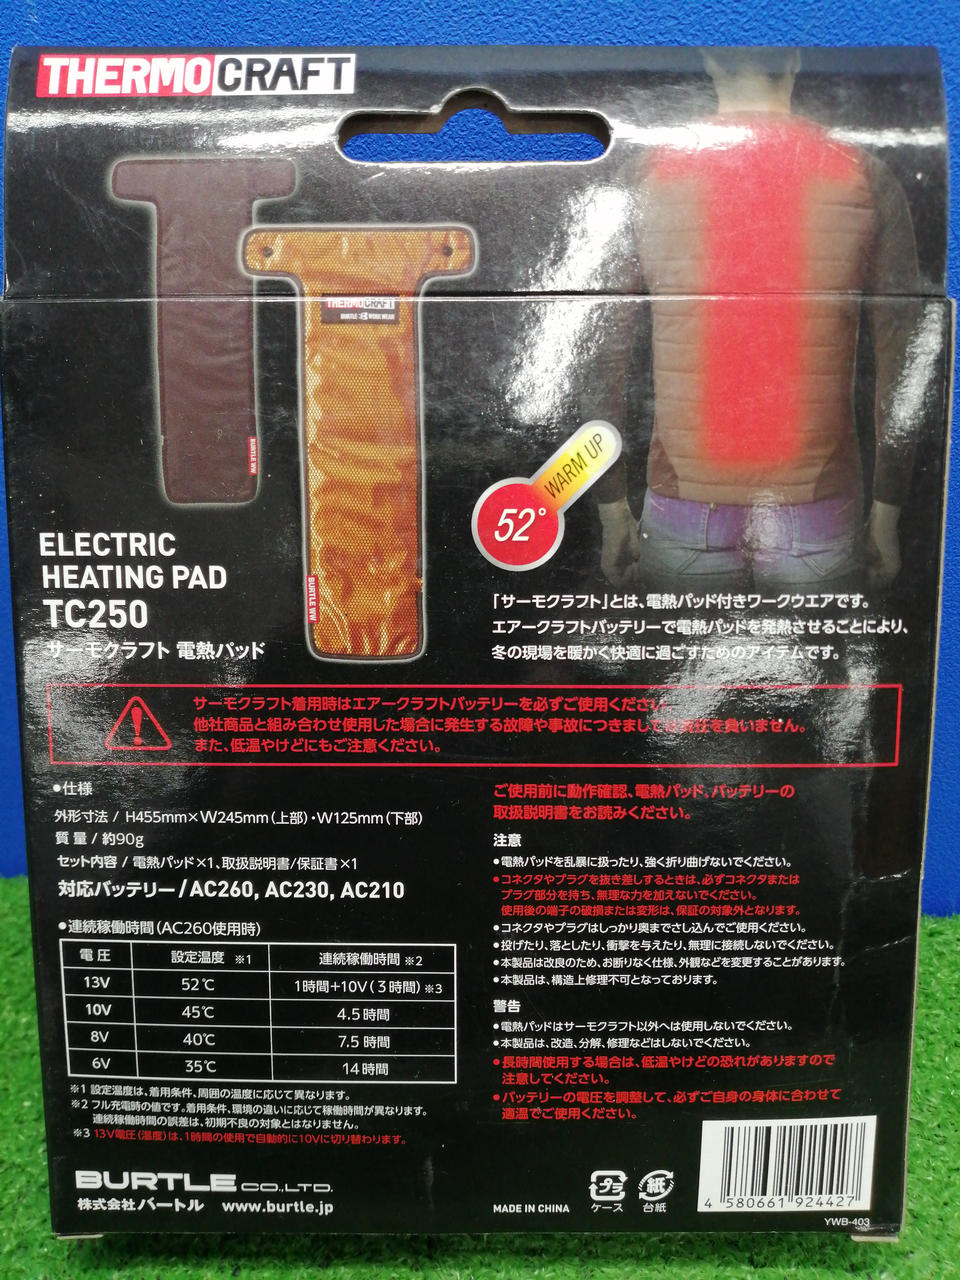 THERMOCRAFT
THERMOCRAFT
BURTLE WORK WEAR
BURTLE WW
BURTLE WW
WARM UP
52°
ELECTRIC
HEATING PAD
TC250
サーモクラフト 電熱パッド
「サーモクラフト」とは、電熱パッド付きワークウエアです。
エアークラフトバッテリーで電熱パッドを発熱させることにより、
冬の現場を暖かく快適に過ごすためのアイテムです。
サーモクラフト着用時はエアークラフトバッテリーを必ずご使用ください。
他社商品と組み合わせ使用した場合に発生する故障や事故につきましては責任を負いません。
また、低温やけどにもご注意ください。
●仕様
外形寸法 / H455mm×W245mm(上部)・W125mm(下部)
質量 / 約90g
セット内容 / 電熱パッド×1、取扱説明書/保証書×1
対応バッテリー/AC260, AC230, AC210
●連続稼働時間(AC260使用時)
電圧 設定温度 ※1 連続稼働時間 ※2
13V 52℃ 1時間+10V(3時間)※3
10V 45℃ 4.5時間
8V 40℃ 7.5時間
6V 35℃ 14時間
※1 設定温度は、着用条件、周囲の温度に応じて異なります。
※2 フル充電時の値です。着用条件、環境の違いに応じて稼働時間が異なります。
連続稼働時間の誤差は、初期不良の対象とはなりません。
※3 13V電圧(温度)は、1時間の使用で自動的に10Vに切り替わります。
ご使用前に動作確認、電熱パッド、バッテリーの
取扱説明書をお読みください。
注意
●電熱パッドを乱暴に扱ったり、強く折り曲げないでください。
●コネクタやプラグを抜き差しするときは、必ずコネクタまたは
プラグ部分を持ち、無理な力を加えないでください。
使用後の端子の破損または変形は、保証の対象外となります。
●コネクタやプラグはしっかり奥までさし込んでご使用ください。
●投げたり、落としたり、衝撃を与えたり、無理に接続しないでください。
●本製品は改良のため、お断りなく仕様、外観などを変更することがあります。
●本製品は、構造上修理不可となっております。
警告
●電熱パッドはサーモクラフト以外へは使用しないでください。
●本製品は、改造、分解、修理などはしないでください。
●長時間使用する場合は、低温やけどの恐れがありますので
注意してください。
●バッテリーの電圧を調整して、必ずご自身の身体に合わせて
適温でご使用ください。
BURTLE CO.,LTD.
株式会社バートル www.burtle.jp
MADE IN CHINA
プラ
ケース
紙
台紙
4 580661 924427
YWB-403